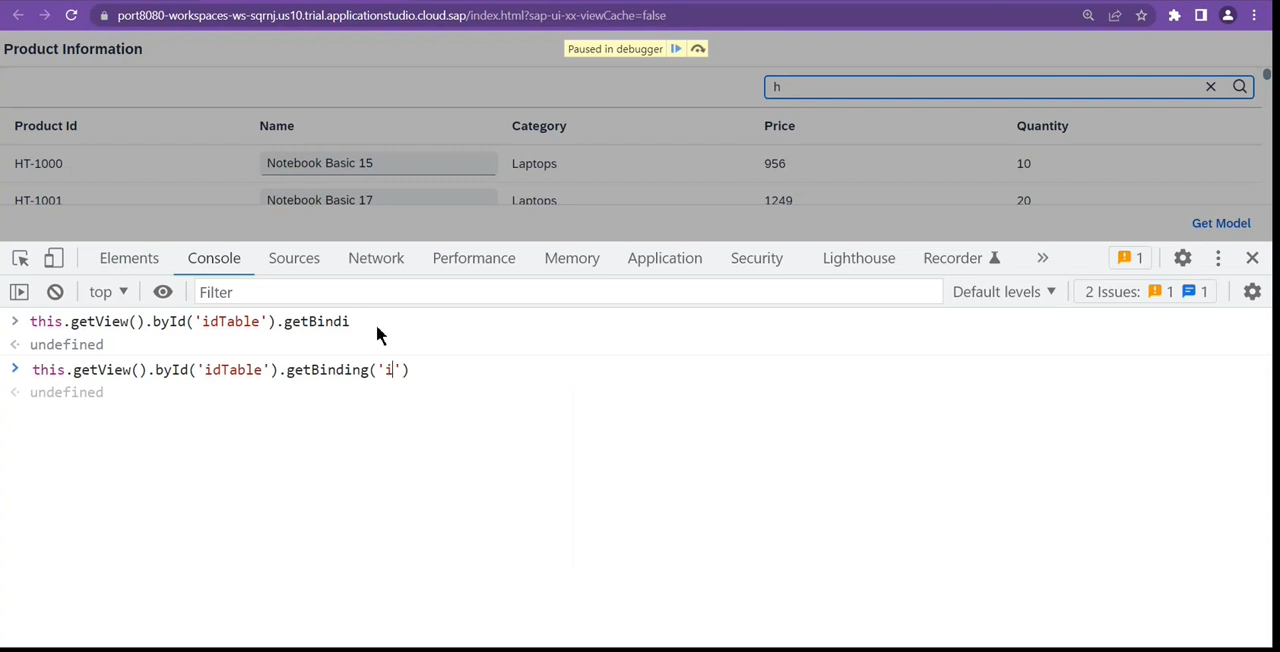 port8080-workspaces-ws-sqrnj.us10.trial.applicationstudio.cloud.sap/index.html?sap-ui-xx-viewCache=false
Product Information
Paused in debugger
h
Product Id Name Category Price Quantity
HT-1000 Notebook Basic 15 Laptops 956 10
HT-1001 Notebook Basic 17 Laptops 1249 20
Get Model
Elements Console Sources Network Performance Memory Application Security Lighthouse Recorder » 1
top Filter Default levels 2 Issues: 1 1
> this.getView().byId('idTable').getBindi
undefined
> this.getView().byId('idTable').getBinding('i')
undefined